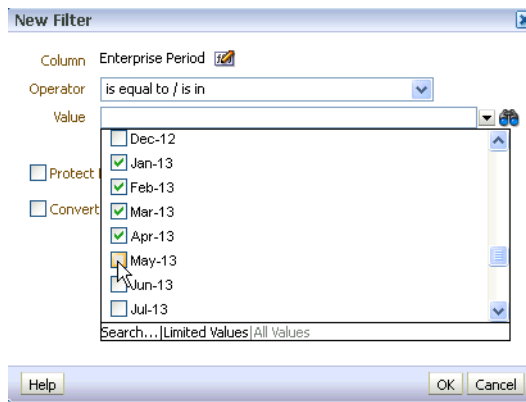 New Filter
Column Enterprise Period
Operator is equal to / is in
Value
Dec-12
Jan-13
Protect
Feb-13
Convert
Mar-13
Apr-13
May-13
Jun-13
Jul-13
Search...|Limited Values|All Values
Help OK Cancel